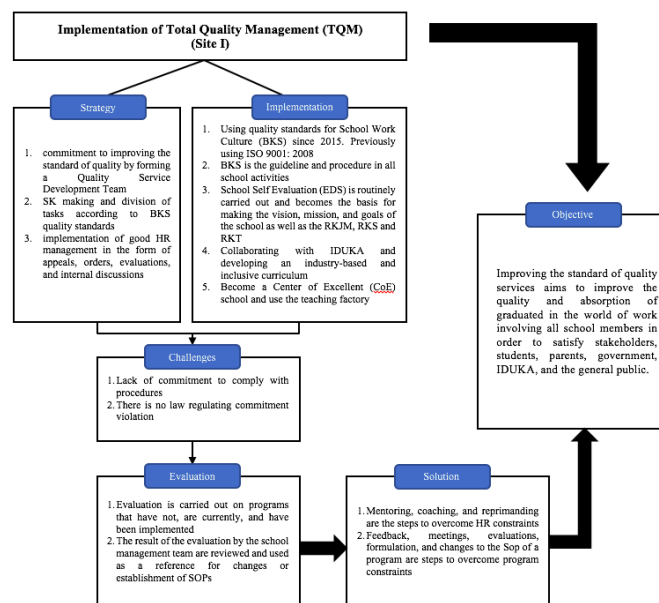 Implementation of Total Quality Management (TQM)
(Site I)
Strategy
1. commitment to improving the
standard of quality by forming
a Quality Service
Development Team
2. SK making and division of
tasks according to BKS
quality standards
3. implementation of good HR
management in the form of
appeals, orders, evaluations,
and internal discussions
Implementation
1. Using quality standards for School Work
Culture (BKS) since 2015. Previously
using ISO 9001: 2008
2. BKS is the guideline and procedure in all
school activities
3. School Self Evaluation (EDS) is routinely
carried out and becomes the basis for
making the vision, mission, and goals of
the school as well as the RKJM, RKS and
RKT
4. Collaborating with IDUKA and
developing an industry-based and
inclusive curriculum
5. Become a Center of Excellent (CoE)
school and use the teaching factory
Objective
Improving the standard of quality
services aims to improve the
quality and absorption of
graduated in the world of work
involving all school members in
order to satisfy stakeholders,
students, parents, government,
IDUKA, and the general public.
Challenges
1. Lack of commitment to comply with
procedures
2. There is no law regulating commitment
violation
Evaluation
1. Evaluation is carried out on programs
that have not, are currently, and have
been implemented
2. The result of the evaluation by the school
management team are reviewed and used
as a reference for changes or
establishment of SOPs
Solution
1. Mentoring, coaching, and reprimanding
are the steps to overcome HR constraints
2. Feedback, meetings, evaluations,
formulation, and changes to the Sop of a
program are steps to overcome program
constraints